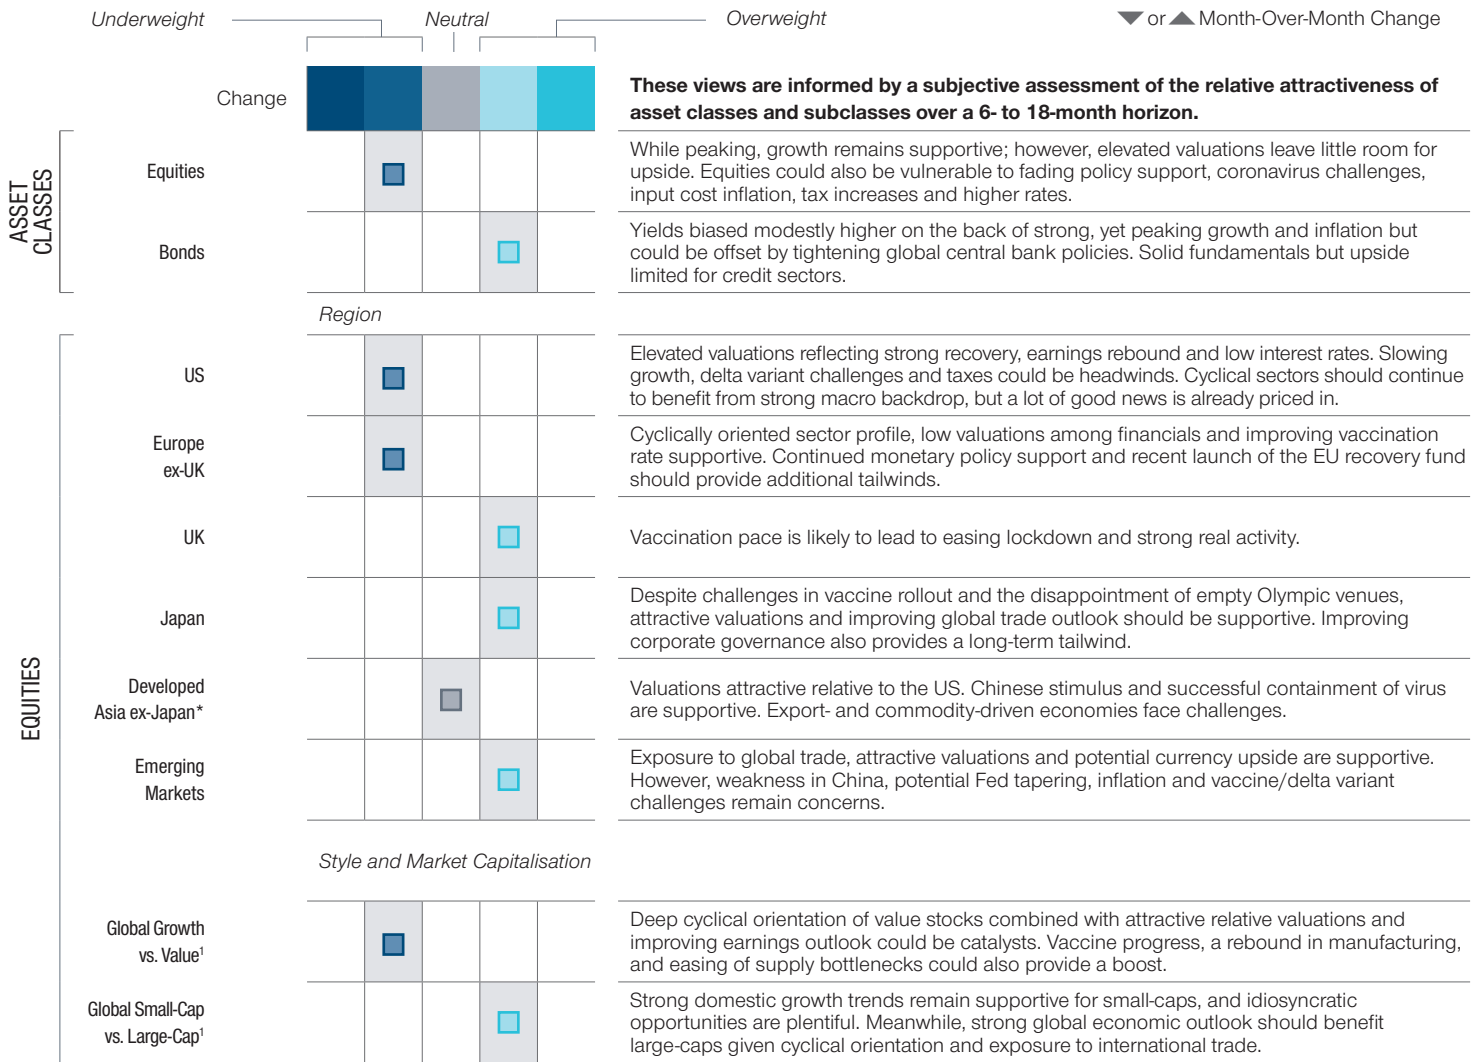 Underweight
Neutral
Overweight
▼ or ▲ Month-Over-Month Change
Change
These views are informed by a subjective assessment of the relative attractiveness of
asset classes and subclasses over a 6- to 18-month horizon.
ASSET
CLASSES
Equities
While peaking, growth remains supportive; however, elevated valuations leave little room for
upside. Equities could also be vulnerable to fading policy support, coronavirus challenges,
input cost inflation, tax increases and higher rates.
Bonds
Yields biased modestly higher on the back of strong, yet peaking growth and inflation but
could be offset by tightening global central bank policies. Solid fundamentals but upside
limited for credit sectors.
Region
EQUITIES
US
Elevated valuations reflecting strong recovery, earnings rebound and low interest rates. Slowing
growth, delta variant challenges and taxes could be headwinds. Cyclical sectors should continue
to benefit from strong macro backdrop, but a lot of good news is already priced in.
Europe
ex-UK
Cyclically oriented sector profile, low valuations among financials and improving vaccination
rate supportive. Continued monetary policy support and recent launch of the EU recovery fund
should provide additional tailwinds.
UK
Vaccination pace is likely to lead to easing lockdown and strong real activity.
Japan
Despite challenges in vaccine rollout and the disappointment of empty Olympic venues,
attractive valuations and improving global trade outlook should be supportive. Improving
corporate governance also provides a long-term tailwind.
Developed
Asia ex-Japan*
Valuations attractive relative to the US. Chinese stimulus and successful containment of virus
are supportive. Export- and commodity-driven economies face challenges.
Emerging
Markets
Exposure to global trade, attractive valuations and potential currency upside are supportive.
However, weakness in China, potential Fed tapering, inflation and vaccine/delta variant
challenges remain concerns.
Style and Market Capitalisation
Global Growth
vs. Value¹
Deep cyclical orientation of value stocks combined with attractive relative valuations and
improving earnings outlook could be catalysts. Vaccine progress, a rebound in manufacturing,
and easing of supply bottlenecks could also provide a boost.
Global Small-Cap
vs. Large-Cap¹
Strong domestic growth trends remain supportive for small-caps, and idiosyncratic
opportunities are plentiful. Meanwhile, strong global economic outlook should benefit
large-caps given cyclical orientation and exposure to international trade.